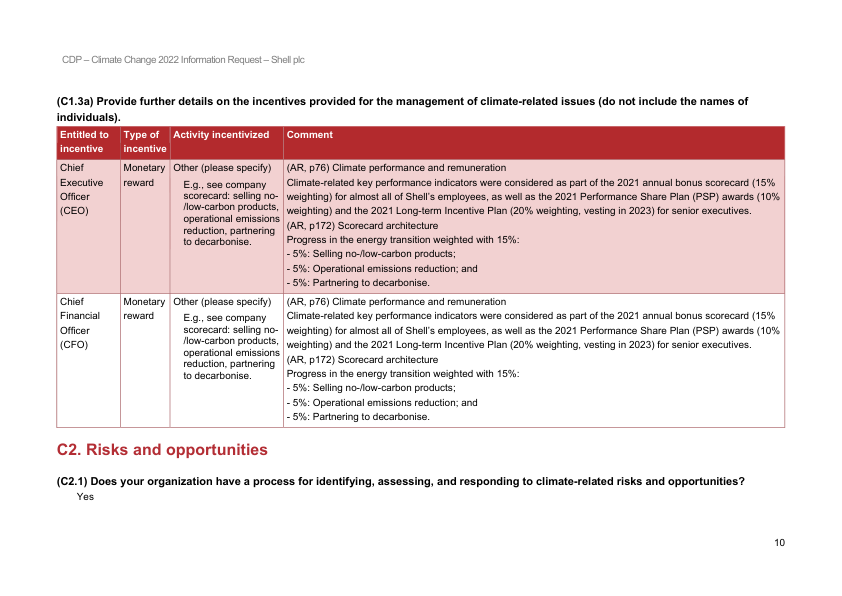 CDP – Climate Change 2022 Information Request – Shell plc
(C1.3a) Provide further details on the incentives provided for the management of climate-related issues (do not include the names of
individuals).
Entitled to
incentive
Type of
incentive
Activity incentivized
Comment
Chief
Executive
Officer
(CEO)
Monetary
reward
Other (please specify)
E.g., see company
scorecard: selling no-
/low-carbon products,
operational emissions
reduction, partnering
to decarbonise.
(AR, p76) Climate performance and remuneration
Climate-related key performance indicators were considered as part of the 2021 annual bonus scorecard (15%
weighting) for almost all of Shell's employees, as well as the 2021 Performance Share Plan (PSP) awards (10%
weighting) and the 2021 Long-term Incentive Plan (20% weighting, vesting in 2023) for senior executives.
(AR, p172) Scorecard architecture
Progress in the energy transition weighted with 15%:
- 5%: Selling no-/low-carbon products;
- 5%: Operational emissions reduction; and
- 5%: Partnering to decarbonise.
Chief
Financial
Officer
(CFO)
Monetary
reward
Other (please specify)
E.g., see company
scorecard: selling no-
/low-carbon products,
operational emissions
reduction, partnering
to decarbonise.
(AR, p76) Climate performance and remuneration
Climate-related key performance indicators were considered as part of the 2021 annual bonus scorecard (15%
weighting) for almost all of Shell's employees, as well as the 2021 Performance Share Plan (PSP) awards (10%
weighting) and the 2021 Long-term Incentive Plan (20% weighting, vesting in 2023) for senior executives.
(AR, p172) Scorecard architecture
Progress in the energy transition weighted with 15%:
- 5%: Selling no-/low-carbon products;
- 5%: Operational emissions reduction; and
- 5%: Partnering to decarbonise.
C2. Risks and opportunities
(C2.1) Does your organization have a process for identifying, assessing, and responding to climate-related risks and opportunities?
Yes
10